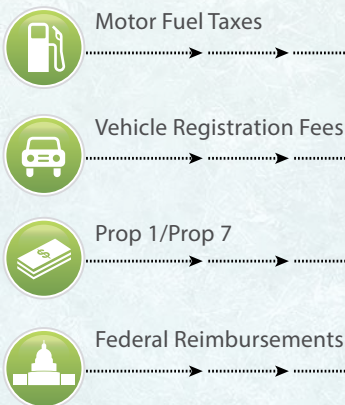 Motor Fuel Taxes
Vehicle Registration Fees
Prop 1/Prop 7
$
Federal Reimbursements